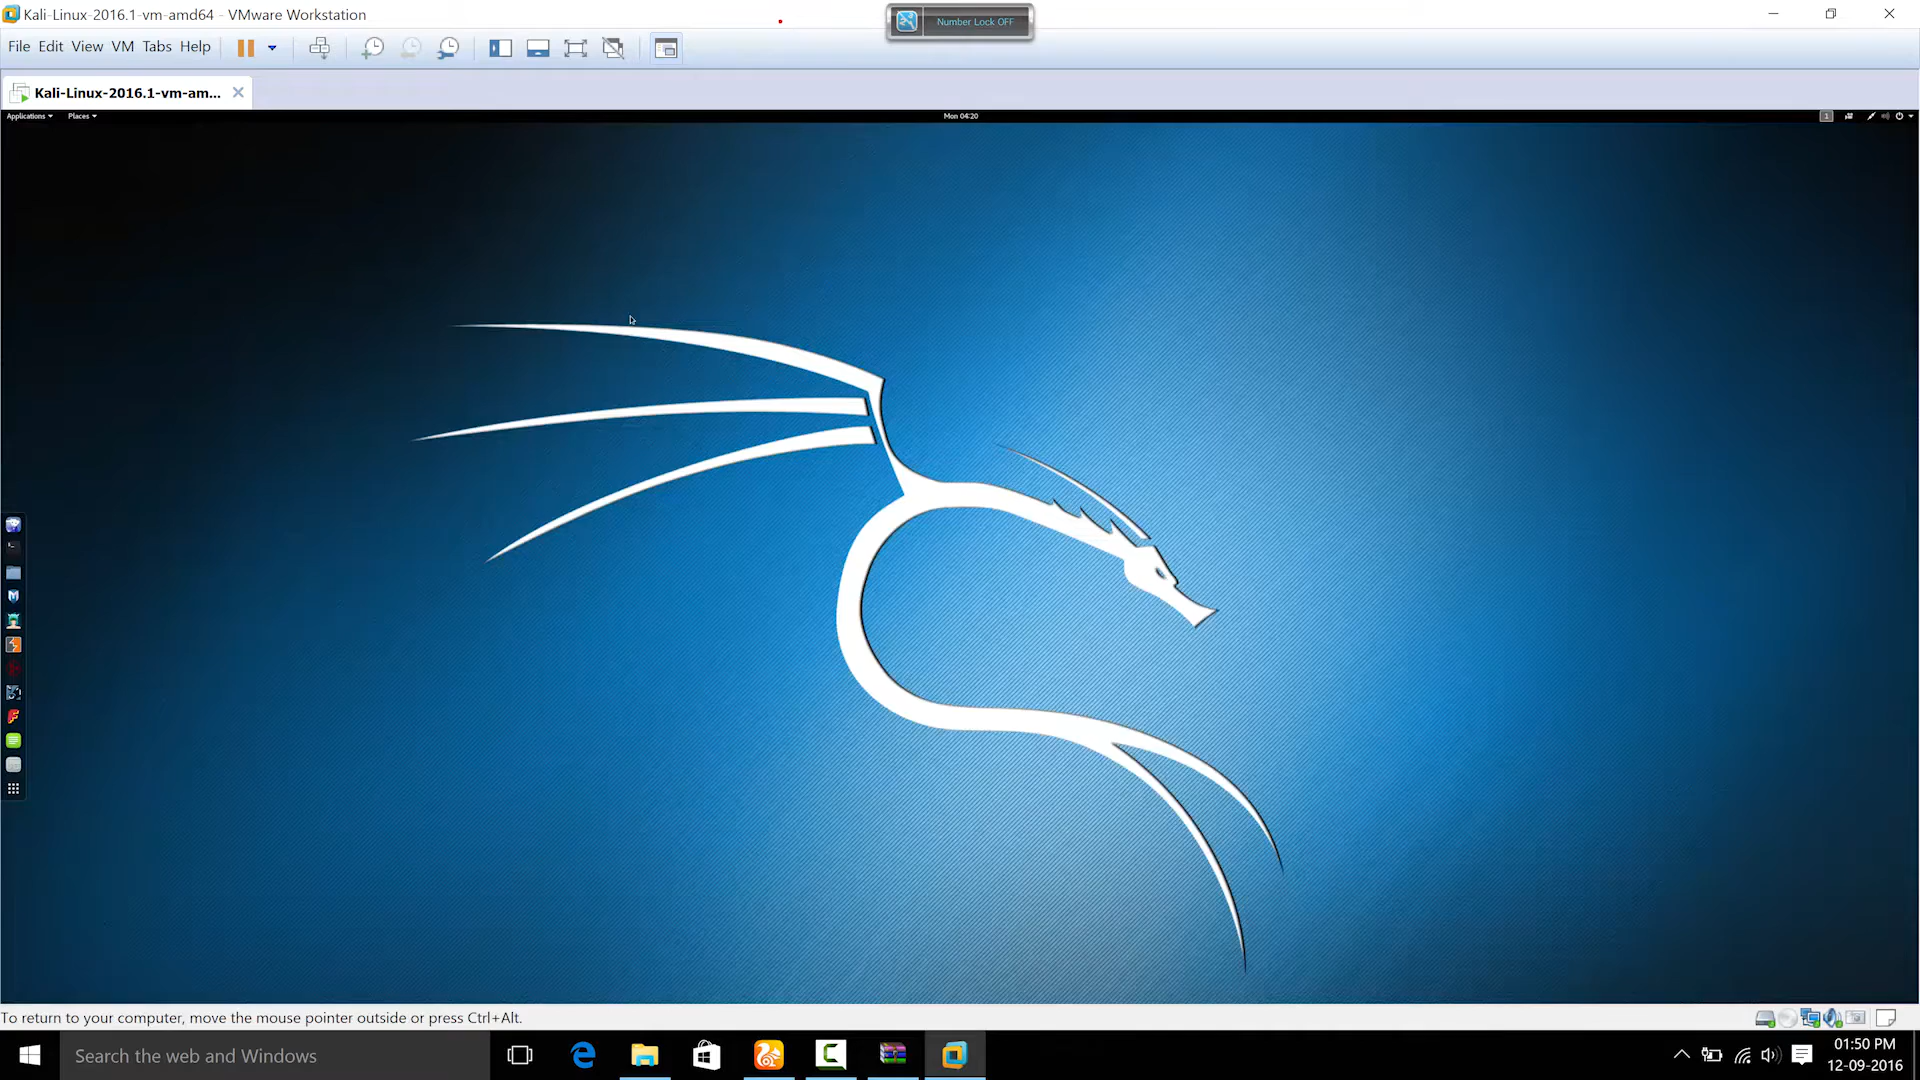 Kali-Linux-2016.1-vm-amd64 - VMware Workstation
Number Lock OFF
File Edit View VM Tabs Help
Kali-Linux-2016.1-vm-am...
Applications Places Mon 04:20 1
To return to your computer, move the mouse pointer outside or press Ctrl+Alt.
Search the web and Windows
01:50 PM
12-09-2016